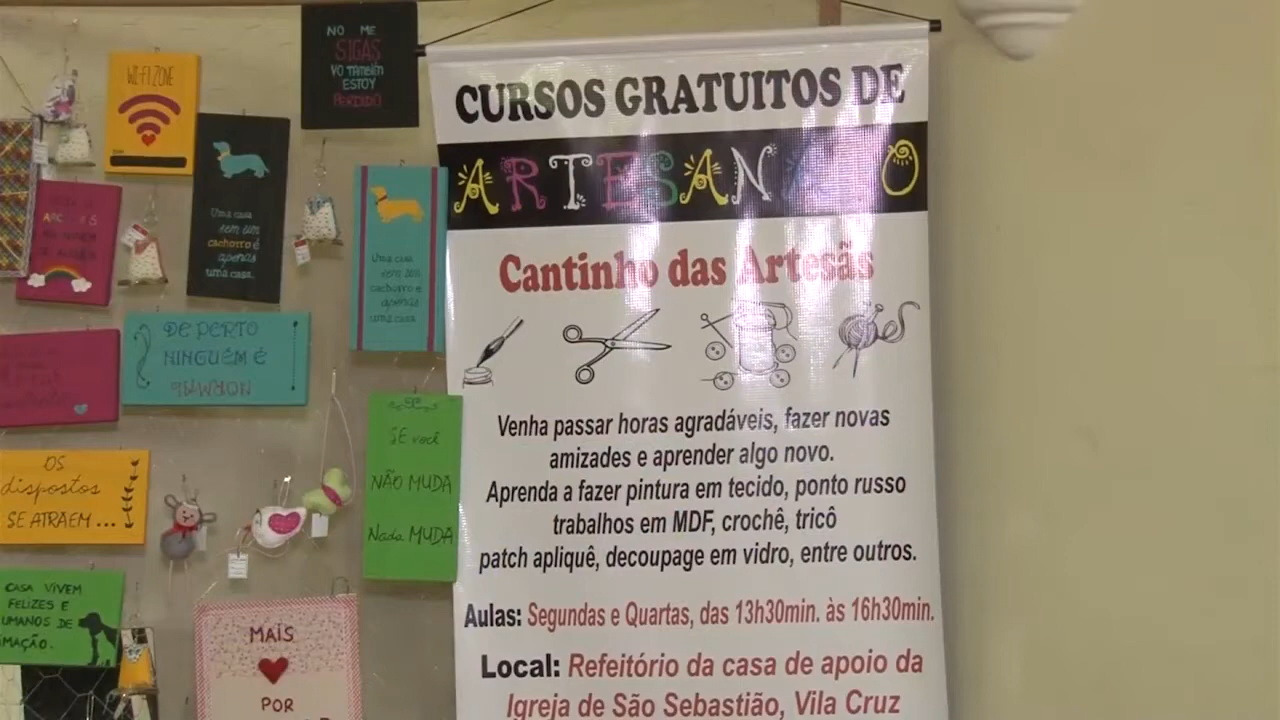 NO ME
SIGAS
YO TAMBIÉN
ESTOY
PERDIDO
WI-FI ZONE
Uma casa
sem um
cachorro é
apenas
uma casa.
Uma casa
sem um
cachorro é
apenas
uma casa.
DE PERTO
NINGUÉM É
NORMAL
SE você
NÃO MUDA
Nada MUDA
OS
dispostos
SE ATRAEM...
CASA VIVEM
FELIZES E
UMANOS DE
MAÇÃO.
MAIS
POR
CURSOS GRATUITOS DE
ARTESANATO
Cantinho das Artesãs
Venha passar horas agradáveis, fazer novas
amizades e aprender algo novo.
Aprenda a fazer pintura em tecido, ponto russo
trabalhos em MDF, crochê, tricô
patch apliquê, decoupage em vidro, entre outros.
Aulas: Segundas e Quartas, das 13h30min. às 16h30min.
Local: Refeitório da casa de apoio da
Igreja de São Sebastião, Vila Cruz